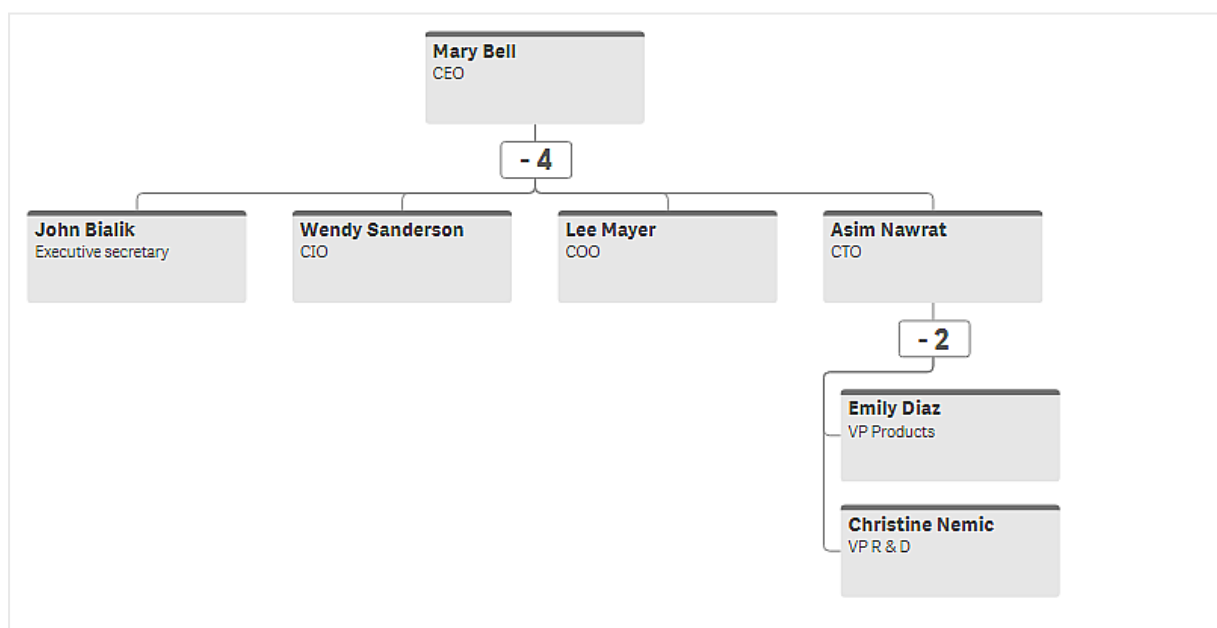 Mary Bell
CEO
- 4
John Bialik
Executive secretary
Wendy Sanderson
CIO
Lee Mayer
COO
Asim Nawrat
CTO
- 2
Emily Diaz
VP Products
Christine Nemic
VP R & D